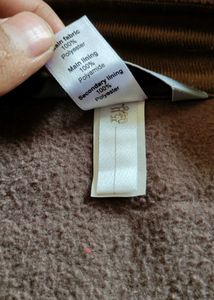 Main fabric
100%
Polyester
Main lining
100%
Polyamide
Secondary lining
100%
Polyester